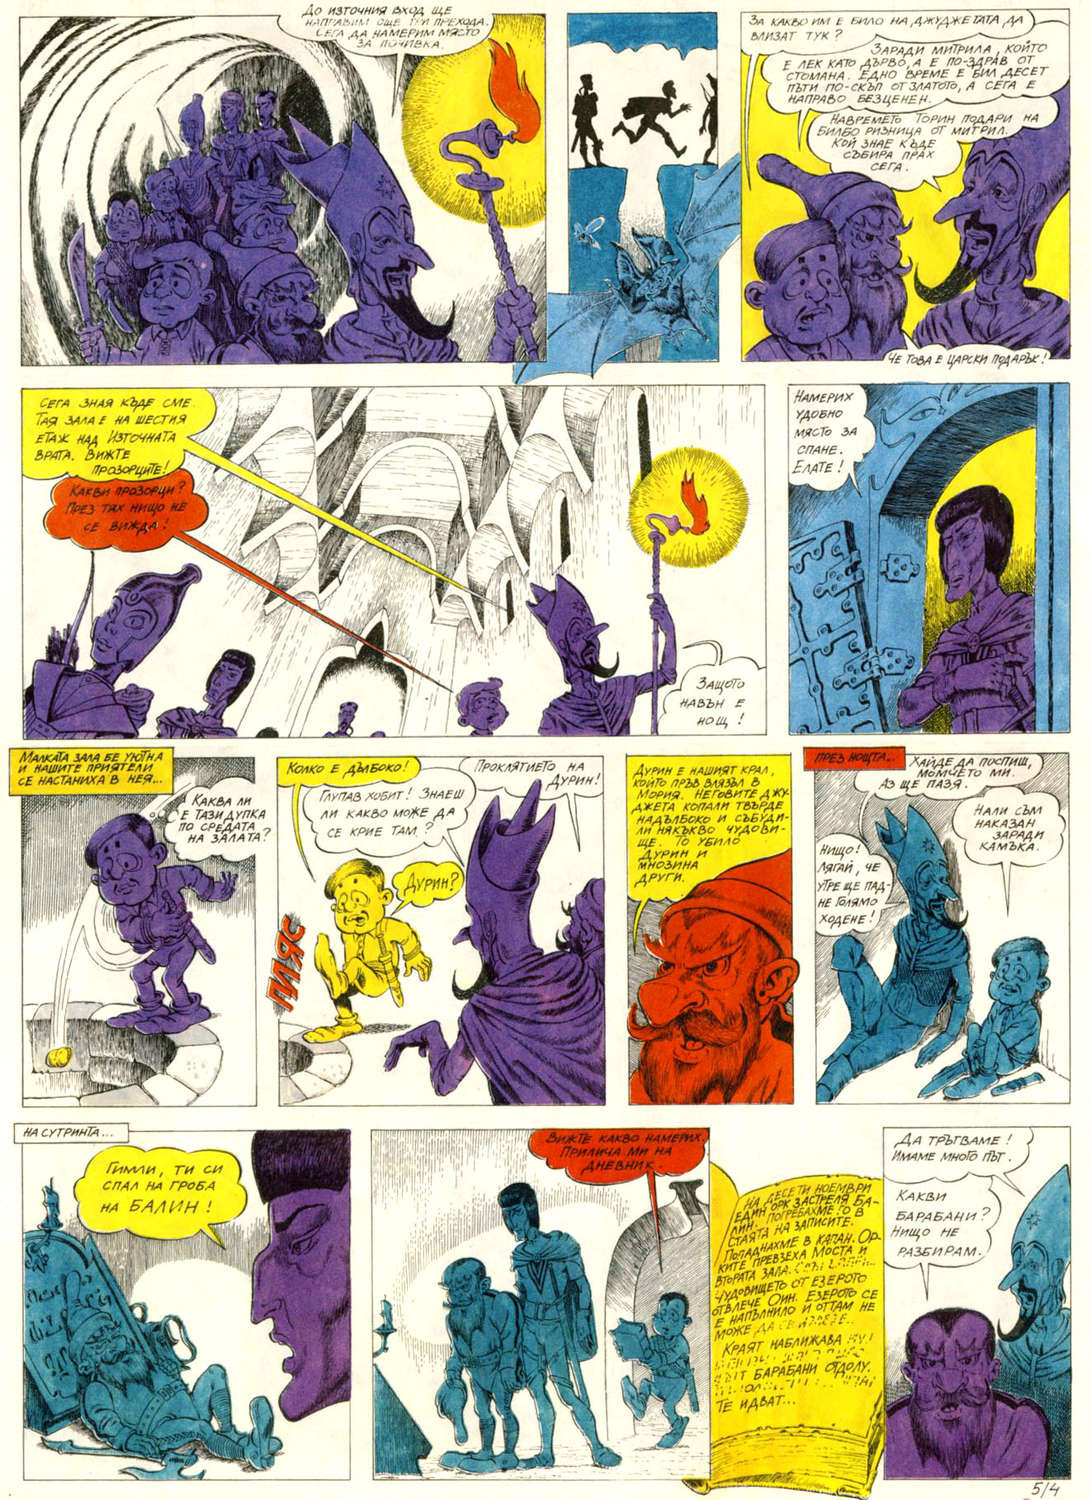 ДО ИЗТОЧНИЯ ВХОД ЩЕ
НАПРАВИМ ОЩЕ ТРИ ПРЕХОДА.
СЕГА ДА НАМЕРИМ МЯСТО
ЗА ПОЧИВКА.
ЗА КАКВО ИМ Е БИЛО НА ДЖУДЖЕТАТА ДА
ВЛИЗАТ ТУК?
ЗАРАДИ МИТРИЛА, КОЙТО
Е ЛЕК КАТО ДЪРВО, А Е ПО-ЗДРАВ ОТ
СТОМАНА. ЕДНО ВРЕМЕ Е БИЛ ДЕСЕТ
ПЪТИ ПО-СКЪП ОТ ЗЛАТОТО, А СЕГА Е
НАПРАВО БЕЗЦЕНЕН.
НАВРЕМЕТО ТОРИН ПОДАРИ НА
БИЛБО РИЗНИЦА ОТ МИТРИЛ.
КОЙ ЗНАЕ КЪДЕ
СЪБИРА ПРАХ
СЕГА.
ЧЕ ТОВА Е ЦАРСКИ ПОДАРЪК!
СЕГА ЗНАЯ КЪДЕ СМЕ
ТАЯ ЗАЛА Е НА ШЕСТИЯ
ЕТАЖ НАД ИЗТОЧНАТА
ВРАТА. ВИЖТЕ
ПРОЗОРЦИТЕ!
КАКВИ ПРОЗОРЦИ?
ПРЕЗ ТЯХ НИЩО НЕ
СЕ ВИЖДА!
ЗАЩОТО
НАВЪН Е
НОЩ!
НАМЕРИХ
УДОБНО
МЯСТО ЗА
СПАНЕ.
ЕЛАТЕ!
МАЛКАТА ЗАЛА БЕ УЮТНА
И НАШИТЕ ПРИЯТЕЛИ
СЕ НАСТАНИХА В НЕЯ...
КАКВА ЛИ
Е ТАЗИ ДУПКА
ПО СРЕДАТА
НА ЗАЛАТА?
КОЛКО Е ДЪЛБОКО!
ГЛУПАВ ХОБИТ! ЗНАЕШ
ЛИ КАКВО МОЖЕ ДА
СЕ КРИЕ ТАМ?
ПРОКЛЯТИЕТО НА
ДУРИН!
ДУРИН?
ДУРИН Е НАШИЯТ КРАЛ,
КОЙТО ПРЪВ ВЛЯЗЪЛ В
МОРИЯ. НЕГОВИТЕ ДЖУ-
ДЖЕТА КОПАЛИ ТВЪРДЕ
НАДЪЛБОКО И СЪБУДИ-
ЛИ НЯКАКВО ЧУДОВИ-
ЩЕ. ТО УБИЛО
ДУРИН И
МНОЗИНА
ДРУГИ.
ПРЕЗ НОЩТА...
ХАЙДЕ ДА ПОСПИШ,
МОМЧЕТО МИ.
АЗ ЩЕ ПАЗЯ.
НАЛИ СЪМ
НАКАЗАН
ЗАРАДИ
КАМЪКА.
НИЩО!
ЛЯГАЙ, ЧЕ
УТРЕ ЩЕ ПАД-
НЕ ГОЛЯМО
ХОДЕНЕ!
НА СУТРИНТА...
ГИМЛИ, ТИ СИ
СПАЛ НА ГРОБА
НА БАЛИН!
ВИЖТЕ КАКВО НАМЕРИХ.
ПРИЛИЧА МИ НА
ДНЕВНИК.
НА ДЕСЕТИ НОЕМВРИ
ЕДИН ОРК ЗАСТРЕЛЯ БА-
ЛИН. ПОГРЕБАХМЕ ГО В
СТАЯТА НА ЗАПИСИТЕ.
ПОПАДНАХМЕ В КАПАН. ОР-
КИТЕ ПРЕВЗЕХА МОСТА И
ВТОРАТА ЗАЛА.
ЧУДОВИЩЕТО ОТ ЕЗЕРОТО
ОТВЛЕЧЕ ОИН. ЕЗЕРОТО СЕ
Е НАПЪЛНИЛО И ОТТАМ НЕ
МОЖЕ ДА
КРАЯТ НАБЛИЖАВА
БАРАБАНИ ОТДОЛУ.
ТЕ ИДВАТ...
ДА ТРЪГВАМЕ!
ИМАМЕ МНОГО ПЪТ.
КАКВИ
БАРАБАНИ?
НИЩО НЕ
РАЗБИРАМ.
5/4